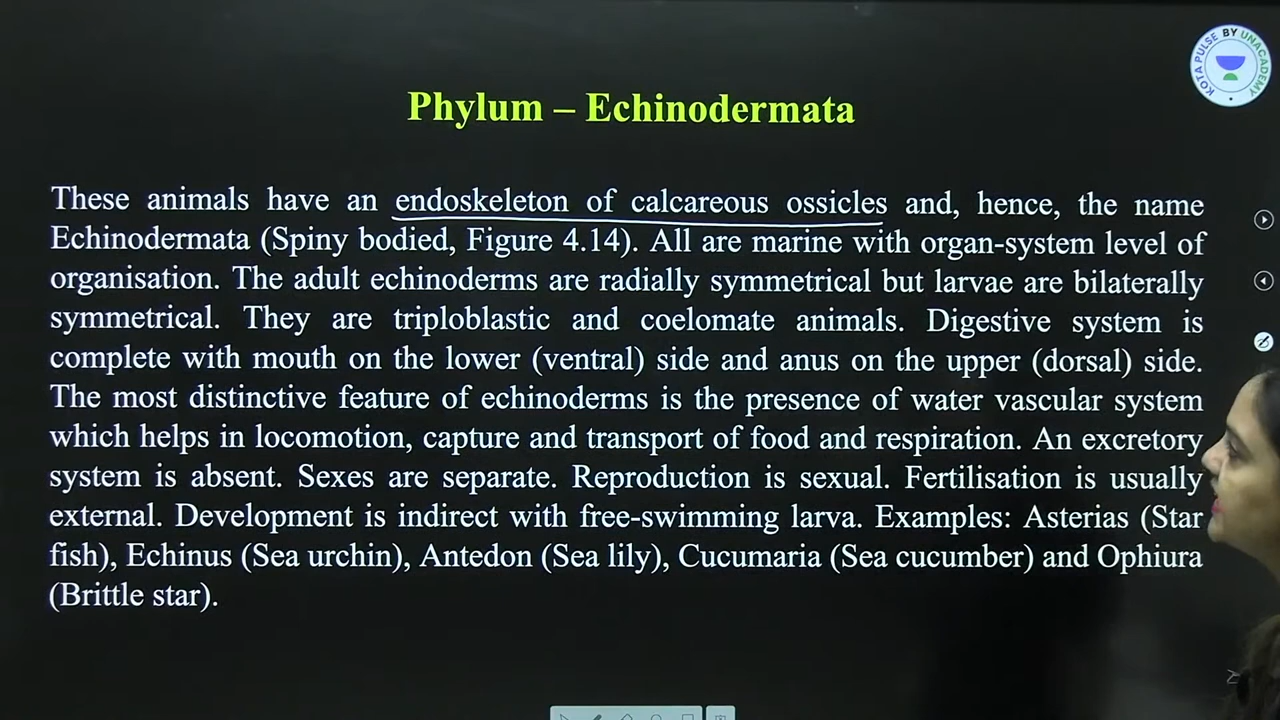 KOTA PULSE BY UNACADEMY
Phylum – Echinodermata
These animals have an endoskeleton of calcareous ossicles and, hence, the name
Echinodermata (Spiny bodied, Figure 4.14). All are marine with organ-system level of
organisation. The adult echinoderms are radially symmetrical but larvae are bilaterally
symmetrical. They are triploblastic and coelomate animals. Digestive system is
complete with mouth on the lower (ventral) side and anus on the upper (dorsal) side.
The most distinctive feature of echinoderms is the presence of water vascular system
which helps in locomotion, capture and transport of food and respiration. An excretory
system is absent. Sexes are separate. Reproduction is sexual. Fertilisation is usually
external. Development is indirect with free-swimming larva. Examples: Asterias (Star
fish), Echinus (Sea urchin), Antedon (Sea lily), Cucumaria (Sea cucumber) and Ophiura
(Brittle star).